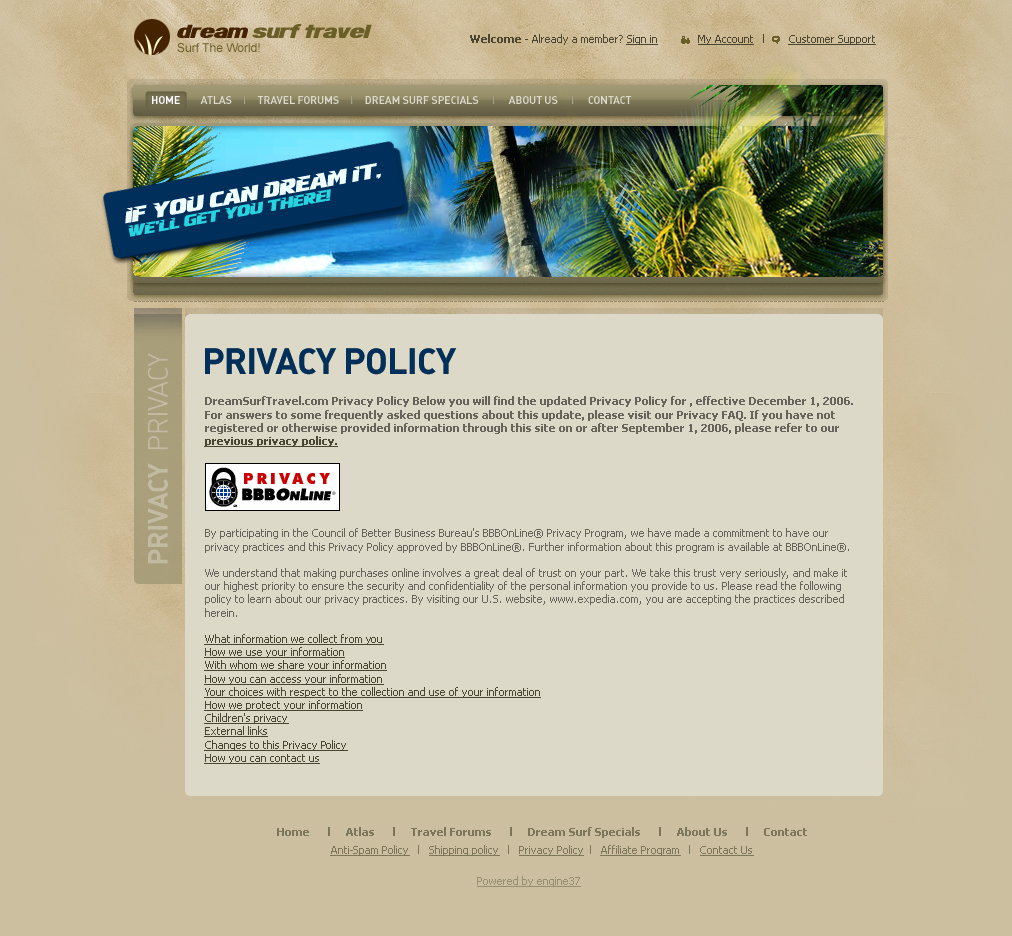 dream surf travel
Surf The World!
Welcome - Already a member? Sign in
My Account
Customer Support
HOME
ATLAS
TRAVEL FORUMS
DREAM SURF SPECIALS
ABOUT US
CONTACT
IF YOU CAN DREAM IT,
WE'LL GET YOU THERE!
PRIVACY PRIVACY
PRIVACY POLICY
DreamSurfTravel.com Privacy Policy Below you will find the updated Privacy Policy for , effective December 1, 2006.
For answers to some frequently asked questions about this update, please visit our Privacy FAQ. If you have not
registered or otherwise provided information through this site on or after September 1, 2006, please refer to our
previous privacy policy.
PRIVACY
BBBONLINE®
By participating in the Council of Better Business Bureau's BBBOnLine® Privacy Program, we have made a commitment to have our
privacy practices and this Privacy Policy approved by BBBOnLine®. Further information about this program is available at BBBOnLine®.
We understand that making purchases online involves a great deal of trust on your part. We take this trust very seriously, and make it
our highest priority to ensure the security and confidentiality of the personal information you provide to us. Please read the following
policy to learn about our privacy practices. By visiting our U.S. website, www.expedia.com, you are accepting the practices described
herein.
What information we collect from you
How we use your information
With whom we share your information
How you can access your information
Your choices with respect to the collection and use of your information
How we protect your information
Children's privacy
External links
Changes to this Privacy Policy
How you can contact us
Home | Atlas | Travel Forums | Dream Surf Specials | About Us | Contact
Anti-Spam Policy | Shipping policy | Privacy Policy | Affiliate Program | Contact Us
Powered by engine37